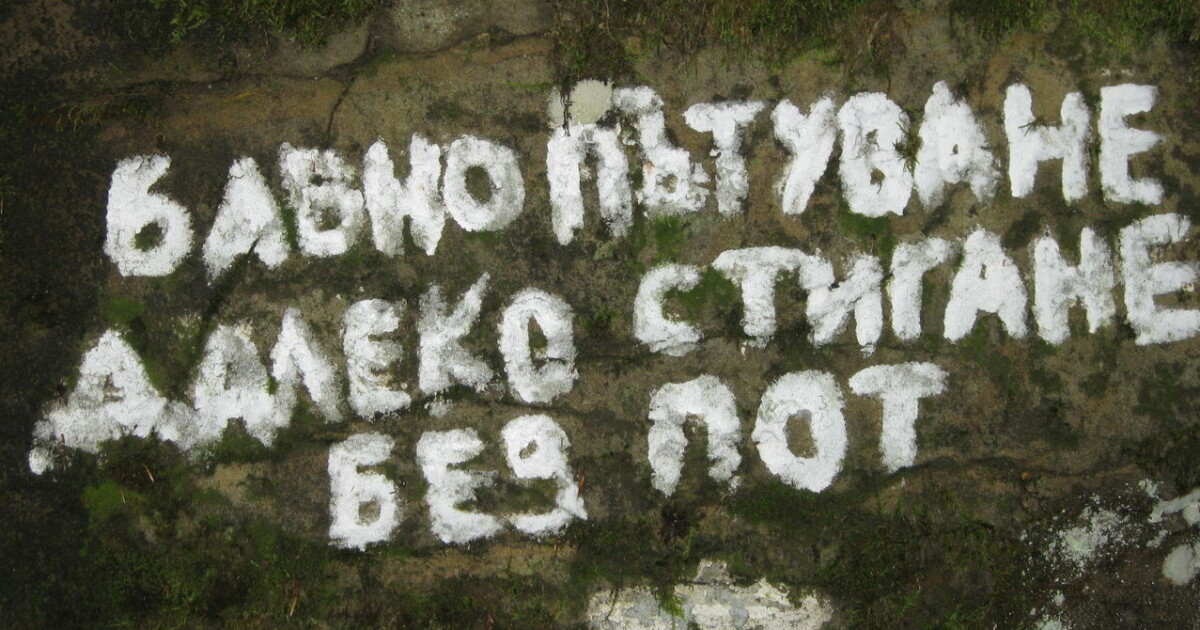 БАВНО ПЪТУВАНЕ
ДАЛЕКО СТИГАНЕ
БЕЗ ПОТ